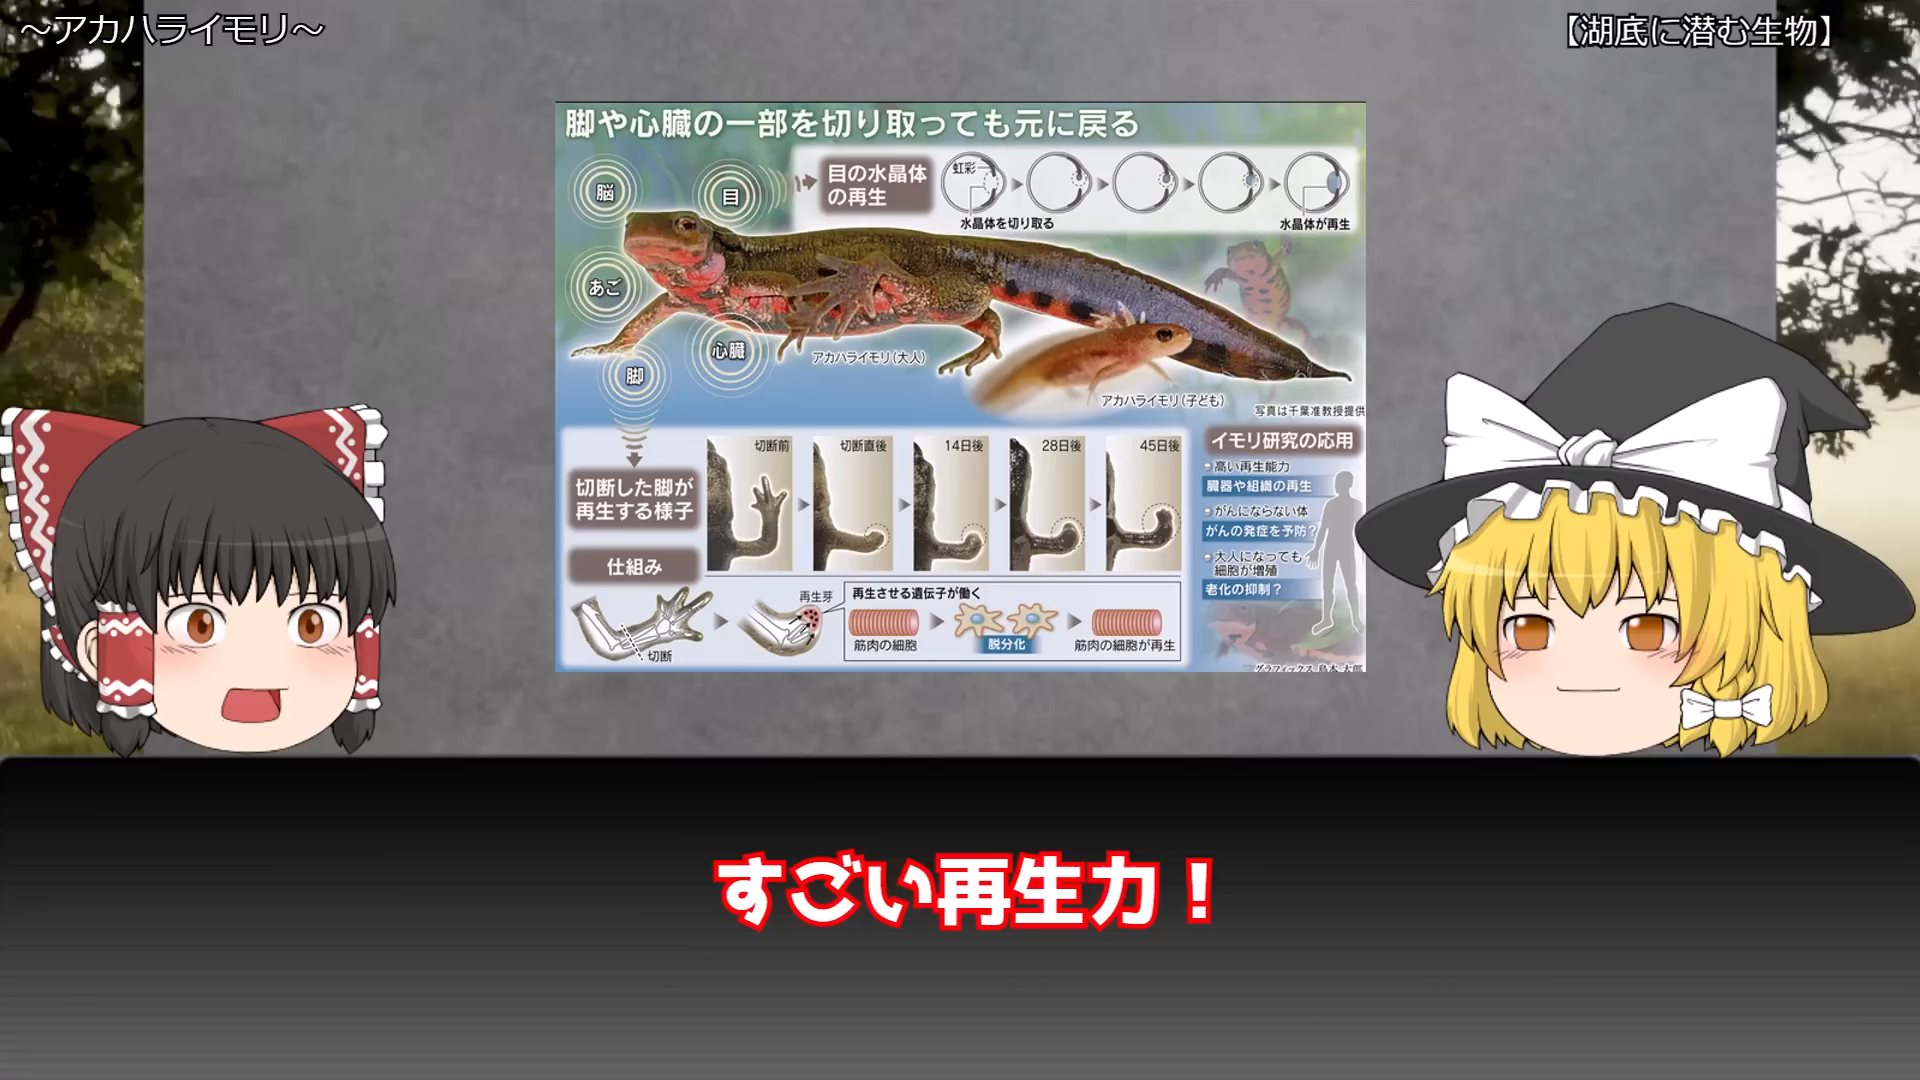 ～アカハライモリ～
【湖底に潜む生物】
脚や心臓の一部を切り取っても元に戻る
脳
目
目の水晶体
の再生
虹彩
水晶体を切り取る
水晶体が再生
あご
心臓
脚
アカハライモリ(大人)
アカハライモリ(子ども)
写真は千葉准教授提供
切断した脚が
再生する様子
切断前
切断直後
14日後
28日後
45日後
仕組み
切断
再生芽
再生させる遺伝子が働く
筋肉の細胞
脱分化
筋肉の細胞が再生
イモリ研究の応用
高い再生能力
臓器や組織の再生
がんにならない体
がんの発症を予防?
大人になっても
細胞が増殖
老化の抑制?
すごい再生力！